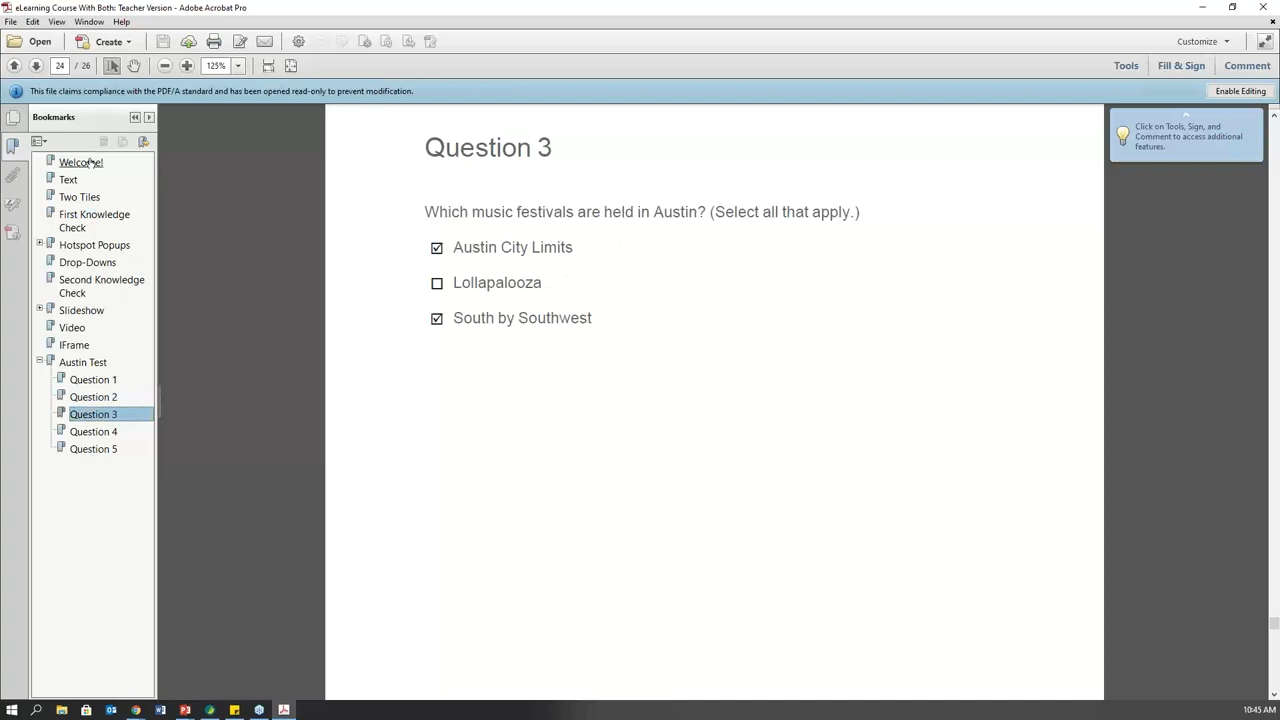 eLearning Course With Both: Teacher Version - Adobe Acrobat Pro
File Edit View Window Help
Open Create Customize
24 / 26 125% Tools Fill & Sign Comment
This file claims compliance with the PDF/A standard and has been opened read-only to prevent modification. Enable Editing
Bookmarks
Welcome!
Text
Two Tiles
First Knowledge
Check
Hotspot Popups
Drop-Downs
Second Knowledge
Check
Slideshow
Video
IFrame
Austin Test
Question 1
Question 2
Question 3
Question 4
Question 5
Question 3
Which music festivals are held in Austin? (Select all that apply.)
Austin City Limits
Lollapalooza
South by Southwest
Click on Tools, Sign, and
Comment to access additional
features.
10:45 AM